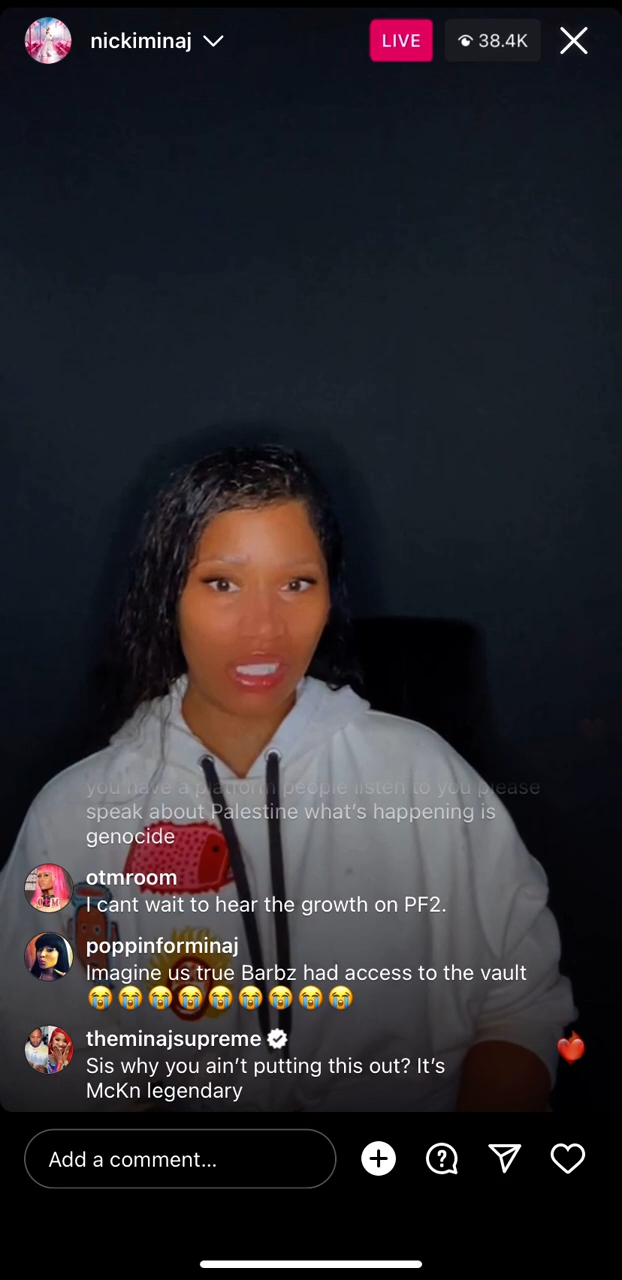 nickiminaj
LIVE
38.4K
you have a platform people listen to you please
speak about Palestine what's happening is
genocide
otmroom
I cant wait to hear the growth on PF2.
poppinforminaj
Imagine us true Barbz had access to the vault
😭😭😭😭😭😭😭😭😭
theminajsupreme
Sis why you ain't putting this out? It's
McKn legendary
Add a comment...